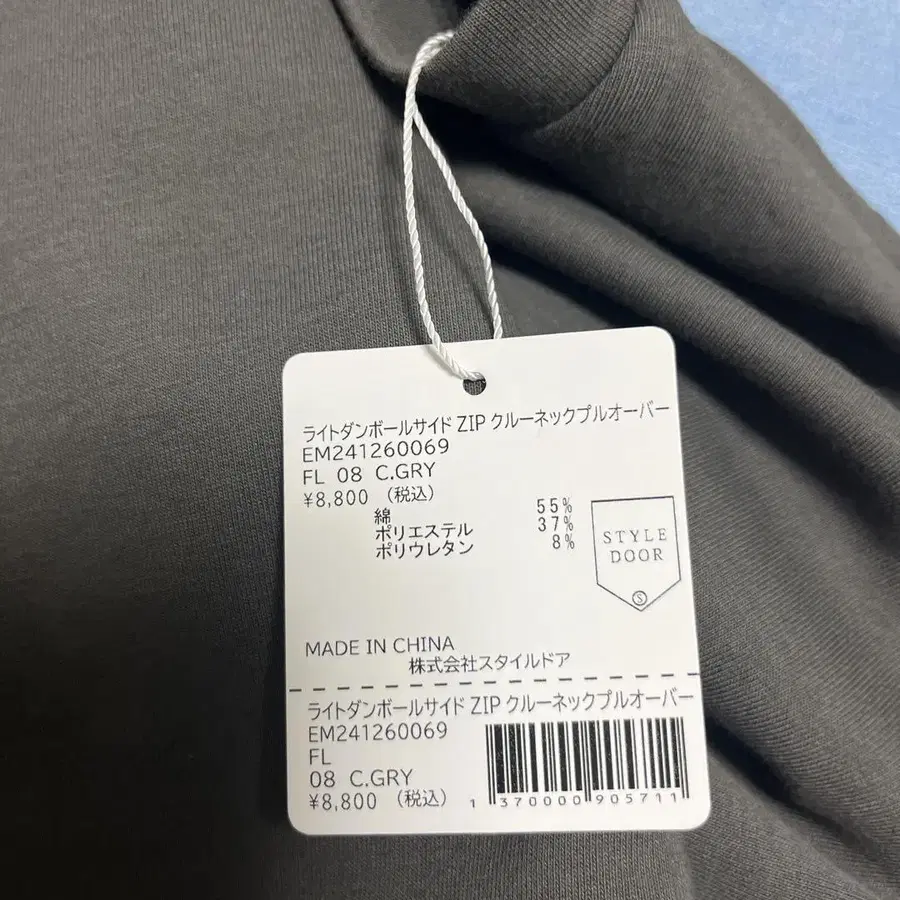 ライトダンボールサイド ZIP クルーネックプルオーバー
EM241260069
FL 08 C.GRY
¥8,800 (税込)
綿 55%
ポリエステル 37%
ポリウレタン 8%
STYLE
DOOR
S
MADE IN CHINA
株式会社スタイルドア
ライトダンボールサイド ZIP クルーネックプルオーバー
EM241260069
FL
08 C.GRY
¥8,800 (税込)
1 370000 905711